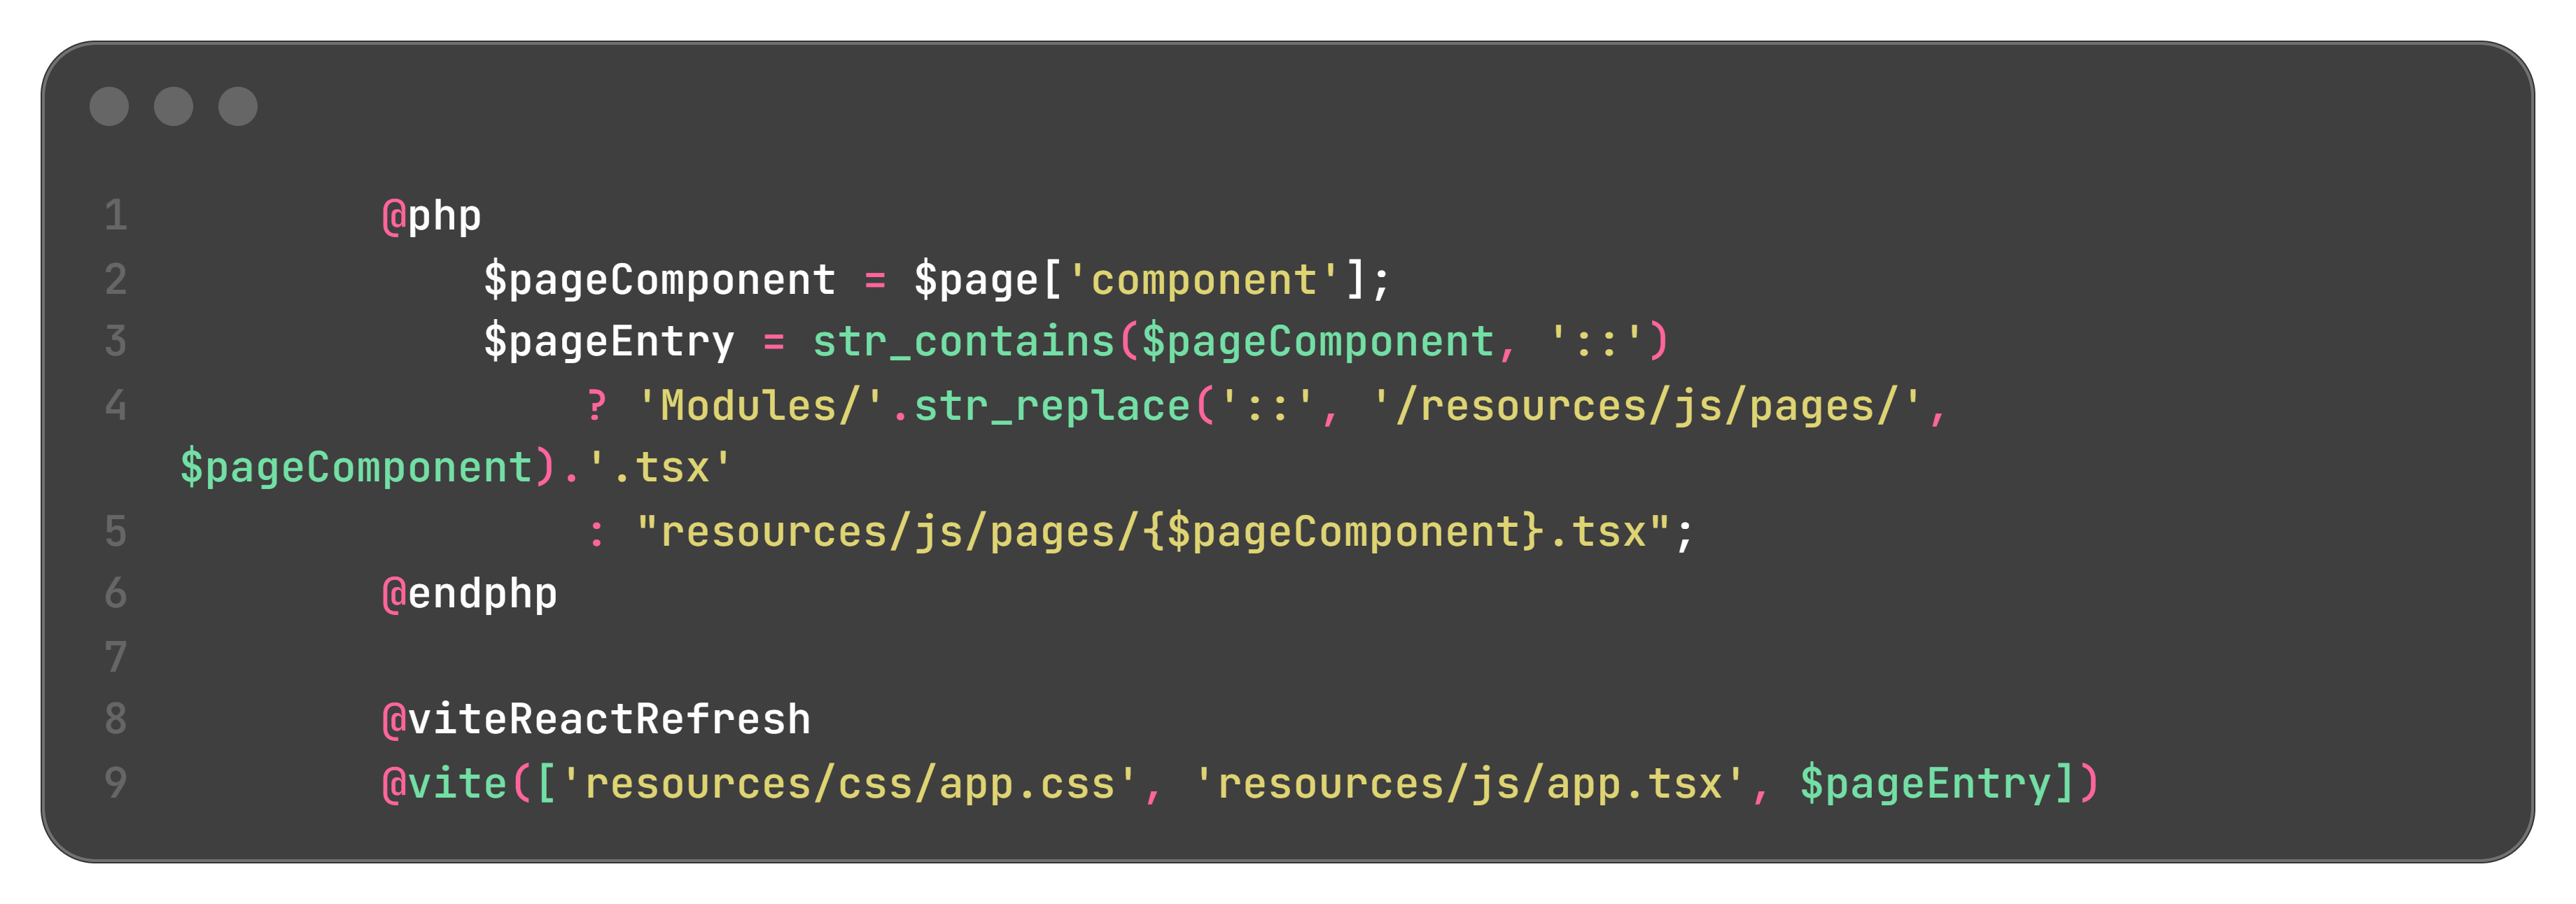 1 @php
2 $pageComponent = $page['component'];
3 $pageEntry = str_contains($pageComponent, '::')
4 ? 'Modules/'.str_replace('::', '/resources/js/pages/',
$pageComponent).'.tsx'
5 : "resources/js/pages/{$pageComponent}.tsx";
6 @endphp
7
8 @viteReactRefresh
9 @vite(['resources/css/app.css', 'resources/js/app.tsx', $pageEntry])